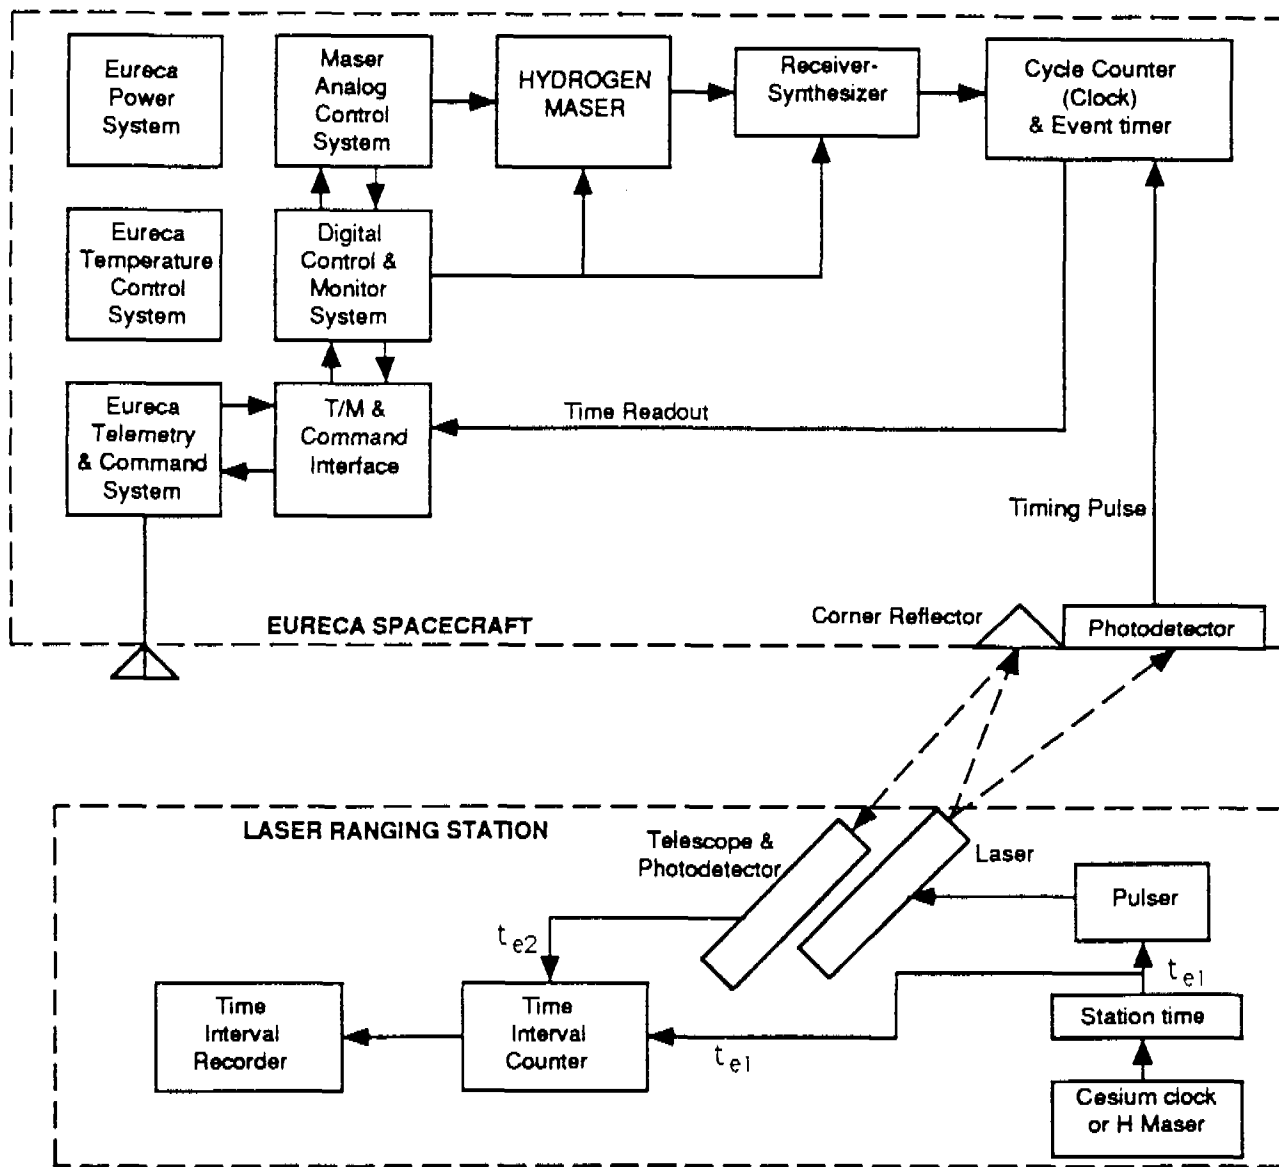 Eureca
Power
System
Maser
Analog
Control
System
HYDROGEN
MASER
Receiver-
Synthesizer
Cycle Counter
(Clock)
& Event timer
Eureca
Temperature
Control
System
Digital
Control &
Monitor
System
Eureca
Telemetry
& Command
System
T/M &
Command
Interface
Time Readout
Timing Pulse
EURECA SPACECRAFT
Corner Reflector
Photodetector
LASER RANGING STATION
Telescope &
Photodetector
Laser
Pulser
te2
te1
Time
Interval
Recorder
Time
Interval
Counter
te1
Station time
Cesium clock
or H Maser